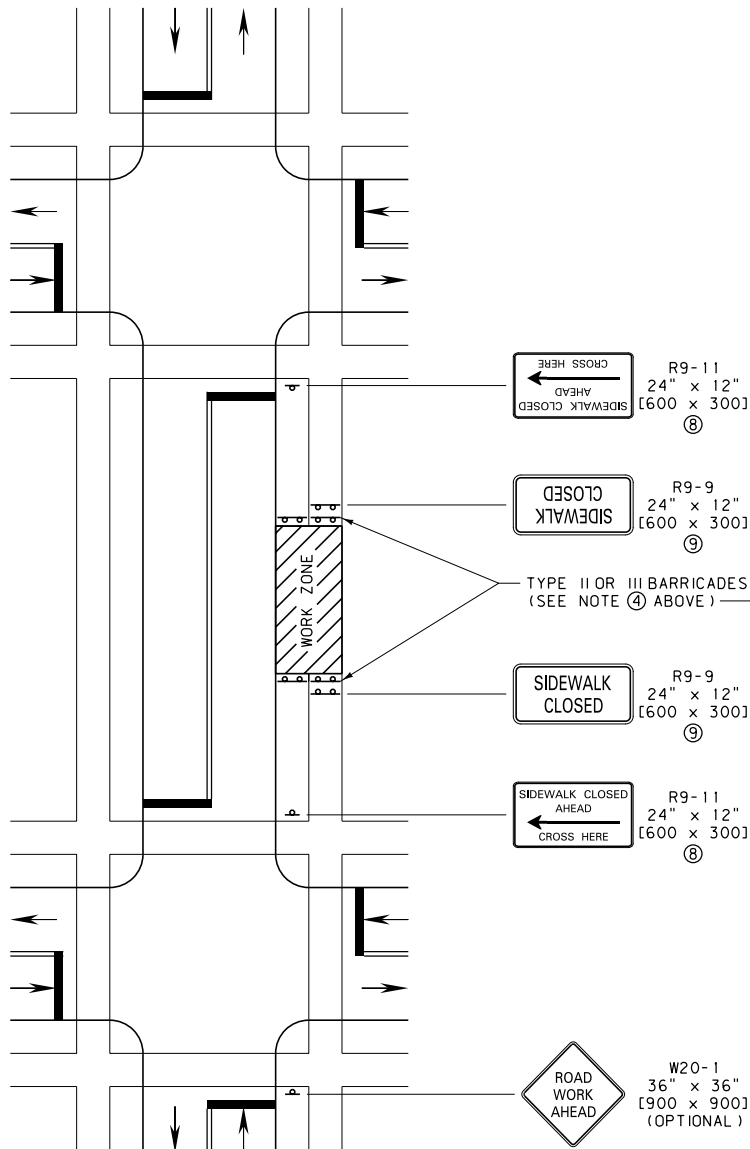 CROSS HERE
AHEAD
SIDEWALK CLOSED
R9-11
24" x 12"
[600 x 300]
8
SIDEWALK
CLOSED
R9-9
24" x 12"
[600 x 300]
9
WORK ZONE
TYPE II OR III BARRICADES
(SEE NOTE 4 ABOVE)
SIDEWALK
CLOSED
R9-9
24" x 12"
[600 x 300]
9
SIDEWALK CLOSED
AHEAD
CROSS HERE
R9-11
24" x 12"
[600 x 300]
8
ROAD
WORK
AHEAD
W20-1
36" x 36"
[900 x 900]
(OPTIONAL)